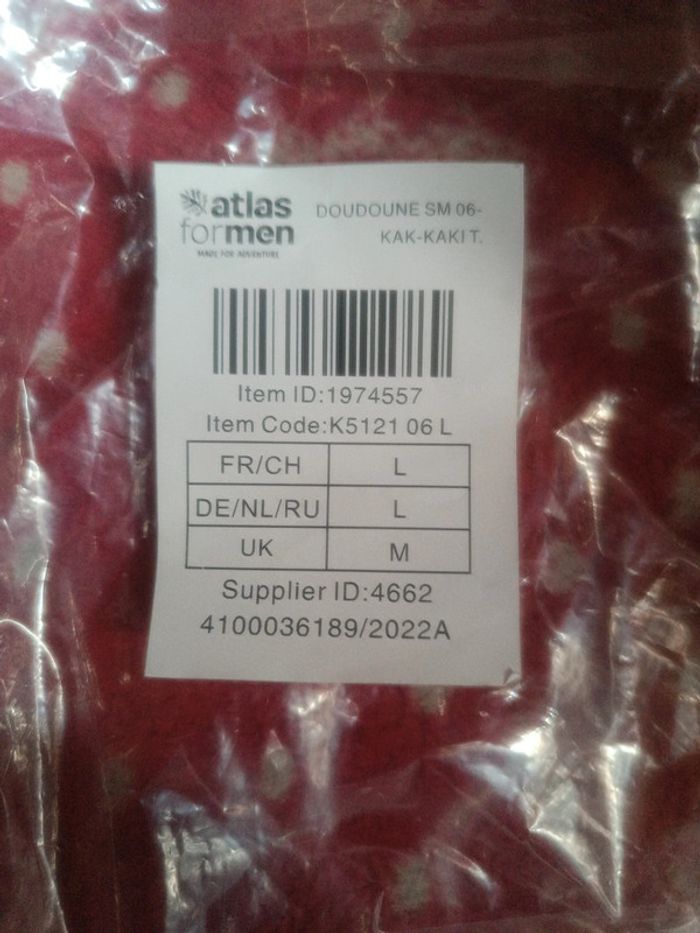 atlas
formen
MADE FOR ADVENTURE
DOUDOUNE SM 06-
KAK-KAKI T.
Item ID:1974557
Item Code:K5121 06 L
FR/CH L
DE/NL/RU L
UK M
Supplier ID:4662
4100036189/2022A